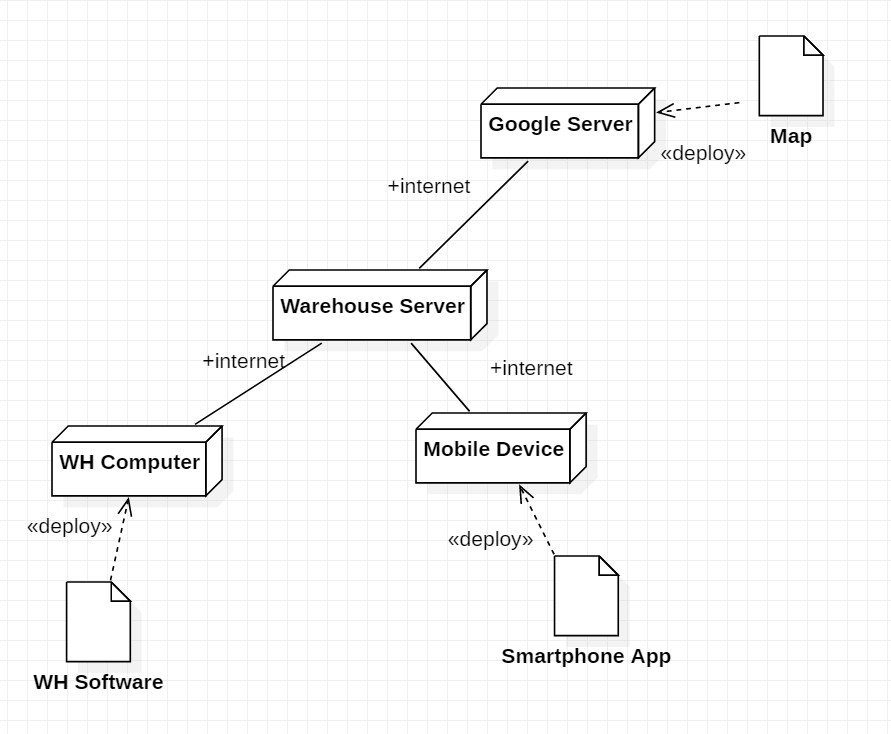 Google Server
Map
«deploy»
+internet
Warehouse Server
+internet
+internet
WH Computer
Mobile Device
«deploy»
«deploy»
Smartphone App
WH Software